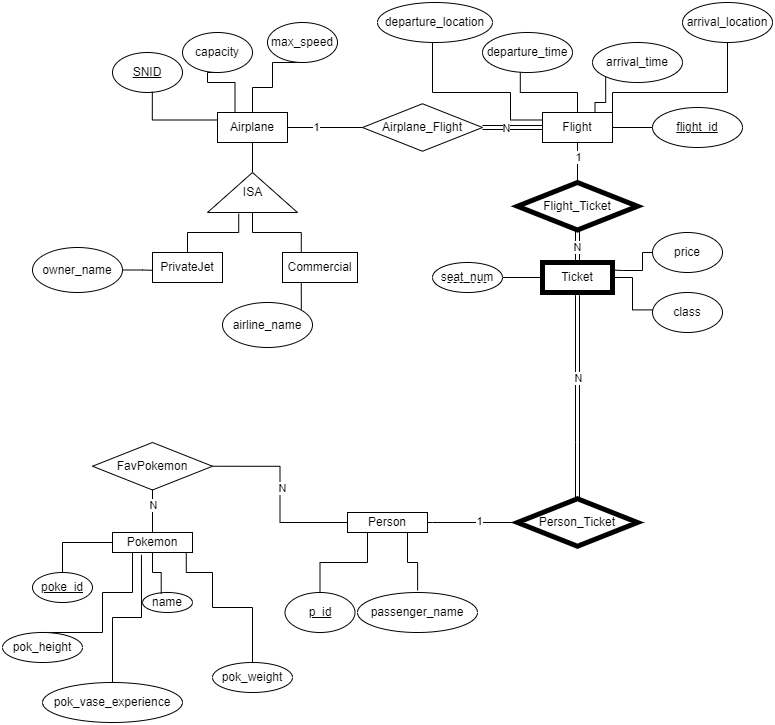 departure_location
arrival_location
max_speed
capacity
departure_time
arrival_time
SNID
Airplane
1
Airplane_Flight
N
Flight
flight_id
1
ISA
Flight_Ticket
N
owner_name
PrivateJet
Commercial
seat_num
Ticket
price
class
airline_name
N
FavPokemon
N
N
Person
1
Person_Ticket
Pokemon
poke_id
name
p_id
passenger_name
pok_height
pok_weight
pok_vase_experience